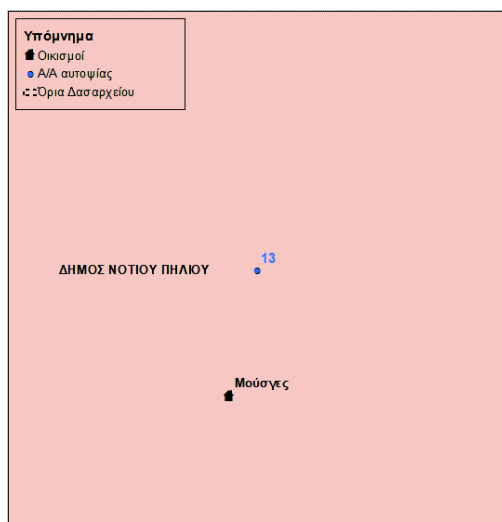 Υπόμνημα
Οικισμοί
Α/Α αυτοψίας
Όρια Δασαρχείου
13
ΔΗΜΟΣ ΝΟΤΙΟΥ ΠΗΛΙΟΥ
Μούσγες